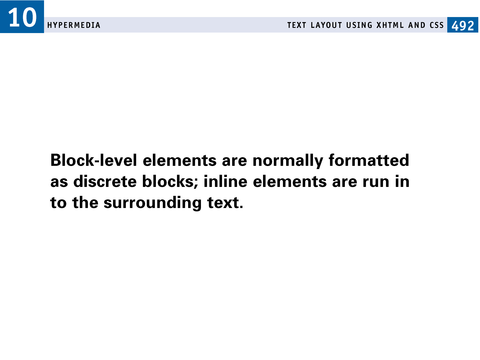 10 HYPERMEDIA TEXT LAYOUT USING XHTML AND CSS 492
Block-level elements are normally formatted
as discrete blocks; inline elements are run in
to the surrounding text.